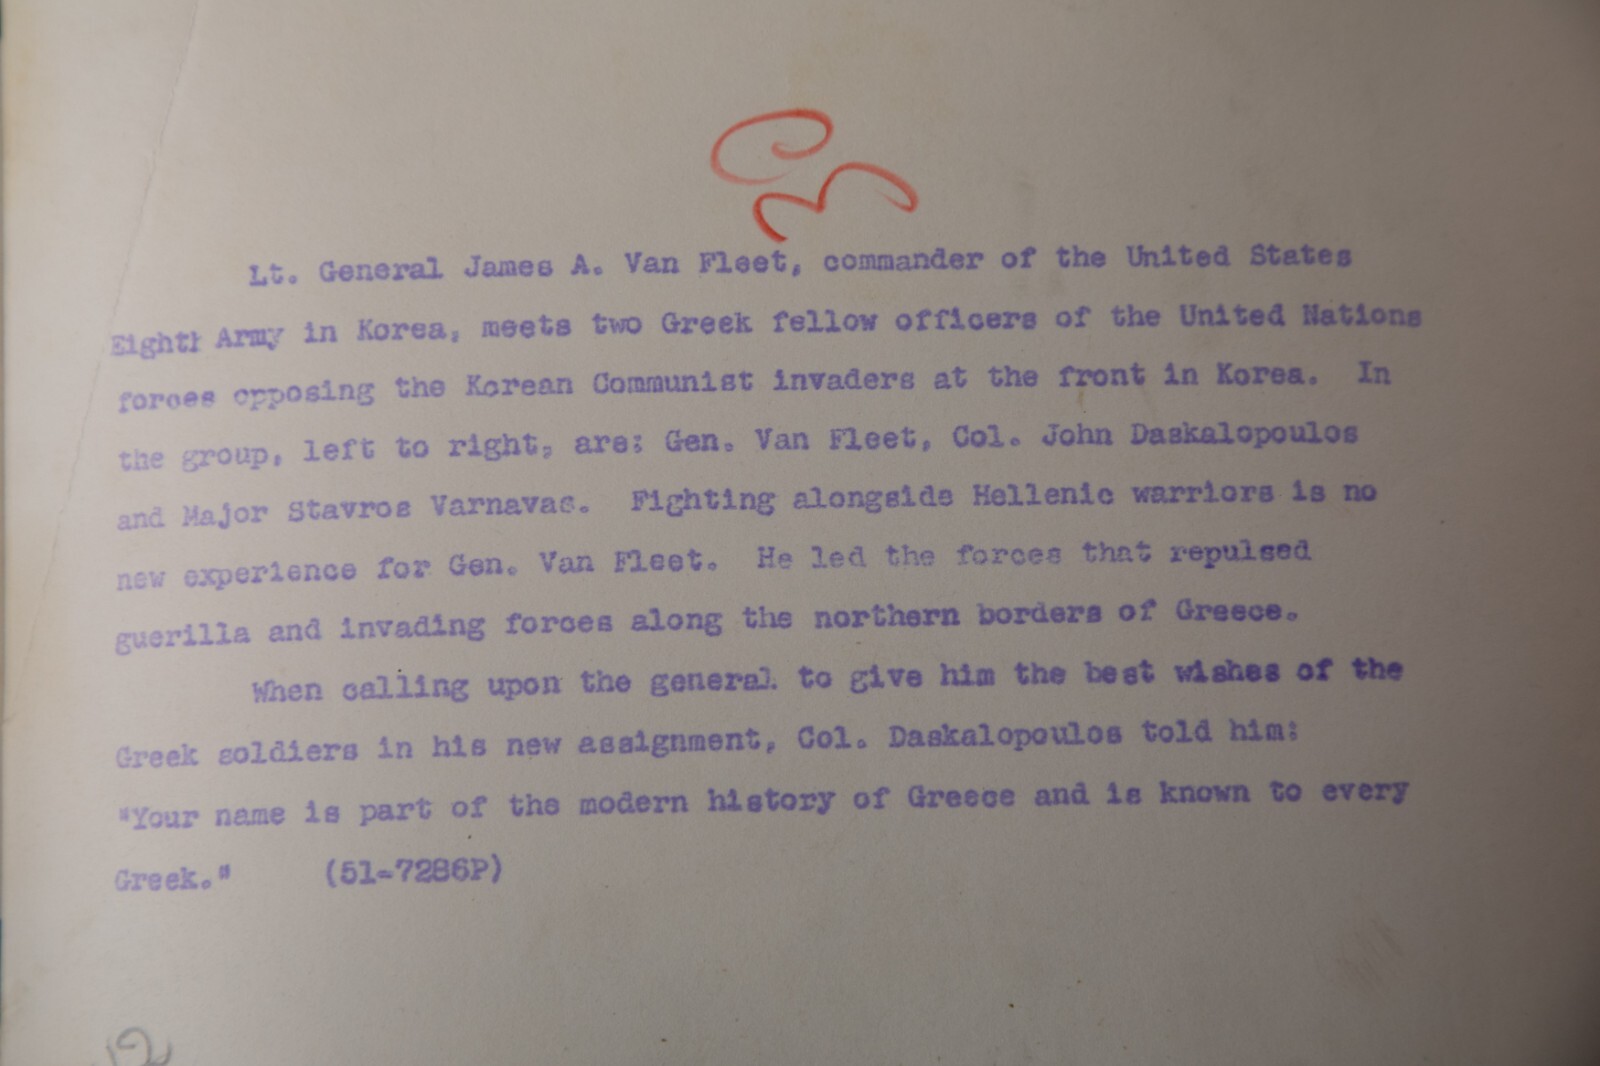 Lt. General James A. Van Fleet, commander of the United States
Eighth Army in Korea, meets two Greek fellow officers of the United Nations
forces opposing the Korean Communist invaders at the front in Korea. In
the group, left to right, are: Gen. Van Fleet, Col. John Daskalopoulos
and Major Stavros Varnavas. Fighting alongside Hellenic warriors is no
new experience for Gen. Van Fleet. He led the forces that repulsed
guerilla and invading forces along the northern borders of Greece.
When calling upon the general to give him the best wishes of the
Greek soldiers in his new assignment, Col. Daskalopoulos told him:
"Your name is part of the modern history of Greece and is known to every
Greek." (51-7286P)